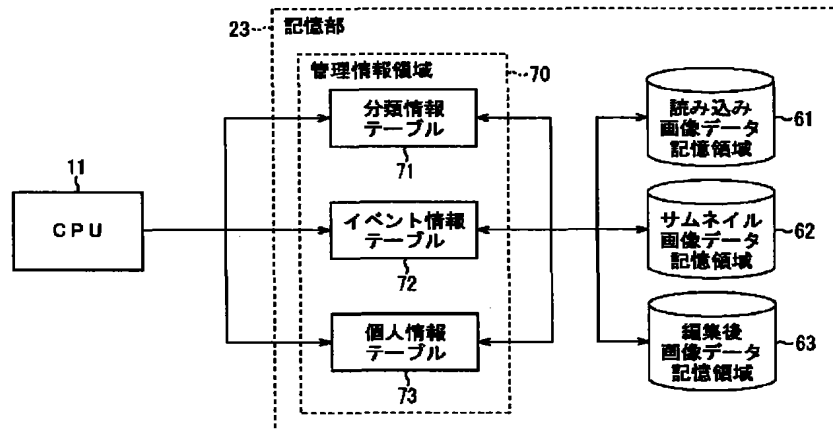 23
記憶部
管理情報領域
70
分類情報
テーブル
71
読み込み
画像データ
記憶領域
61
11
CPU
イベント情報
テーブル
72
サムネイル
画像データ
記憶領域
62
個人情報
テーブル
73
編集後
画像データ
記憶領域
63